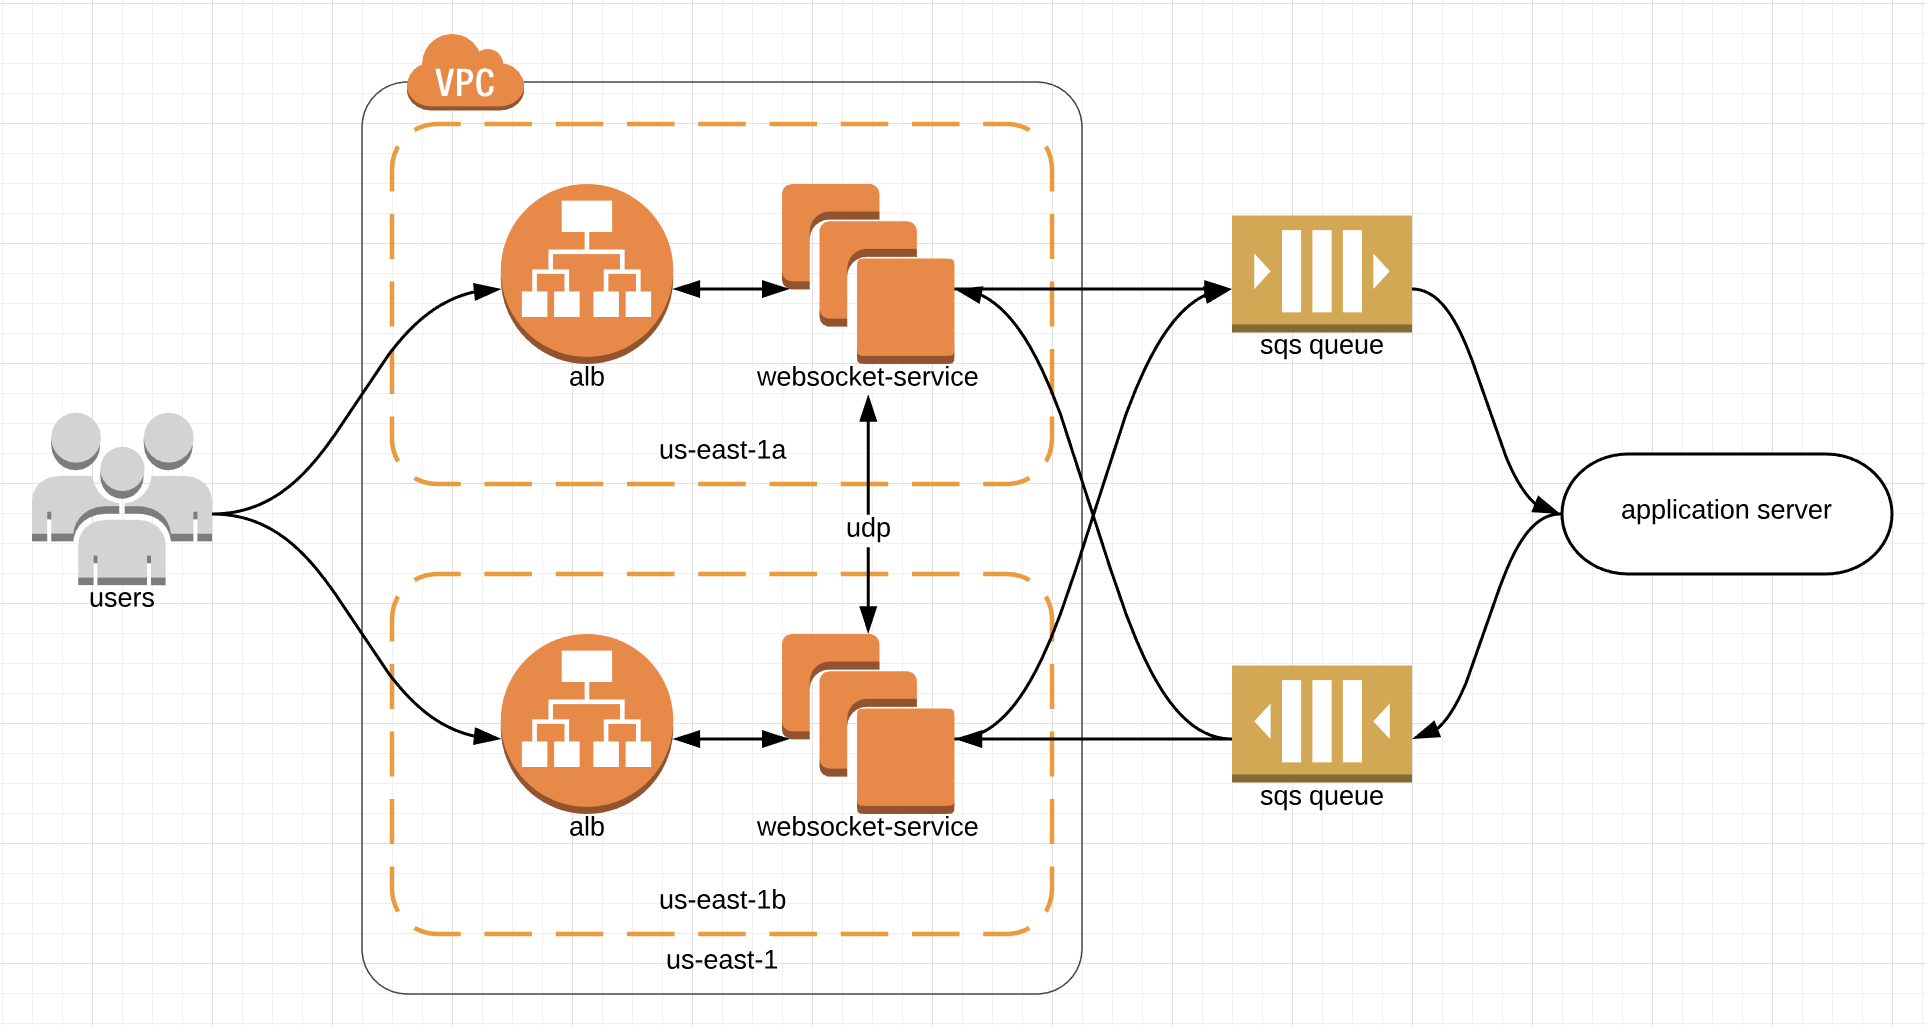 VPC
alb
websocket-service
us-east-1a
sqs queue
udp
application server
users
alb
websocket-service
us-east-1b
us-east-1
sqs queue